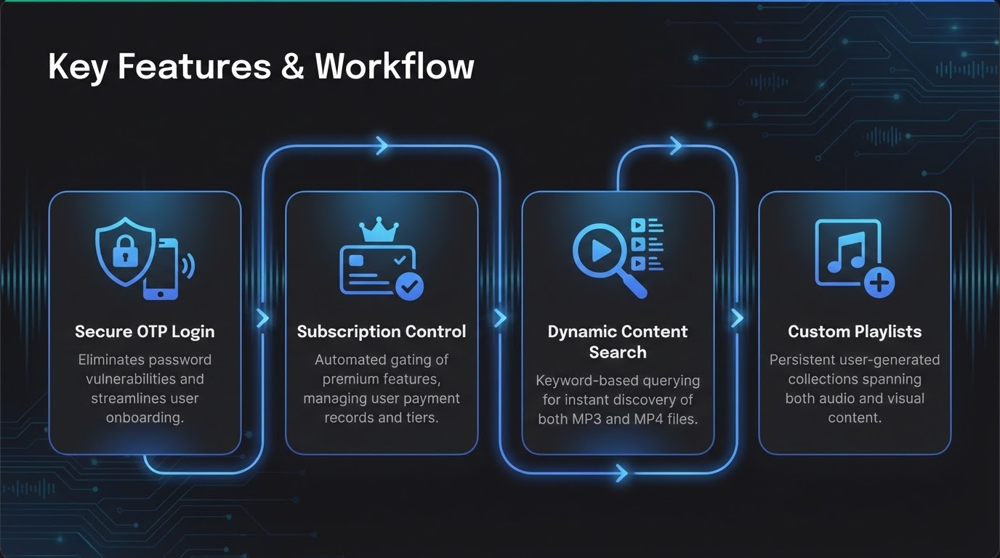 Key Features & Workflow
Secure OTP Login
Eliminates password
vulnerabilities and
streamlines user
onboarding.
Subscription Control
Automated gating of
premium features,
managing user payment
records and tiers.
Dynamic Content
Search
Keyword-based querying
for instant discovery of
both MP3 and MP4 files.
Custom Playlists
Persistent user-generated
collections spanning
both audio and visual
content.